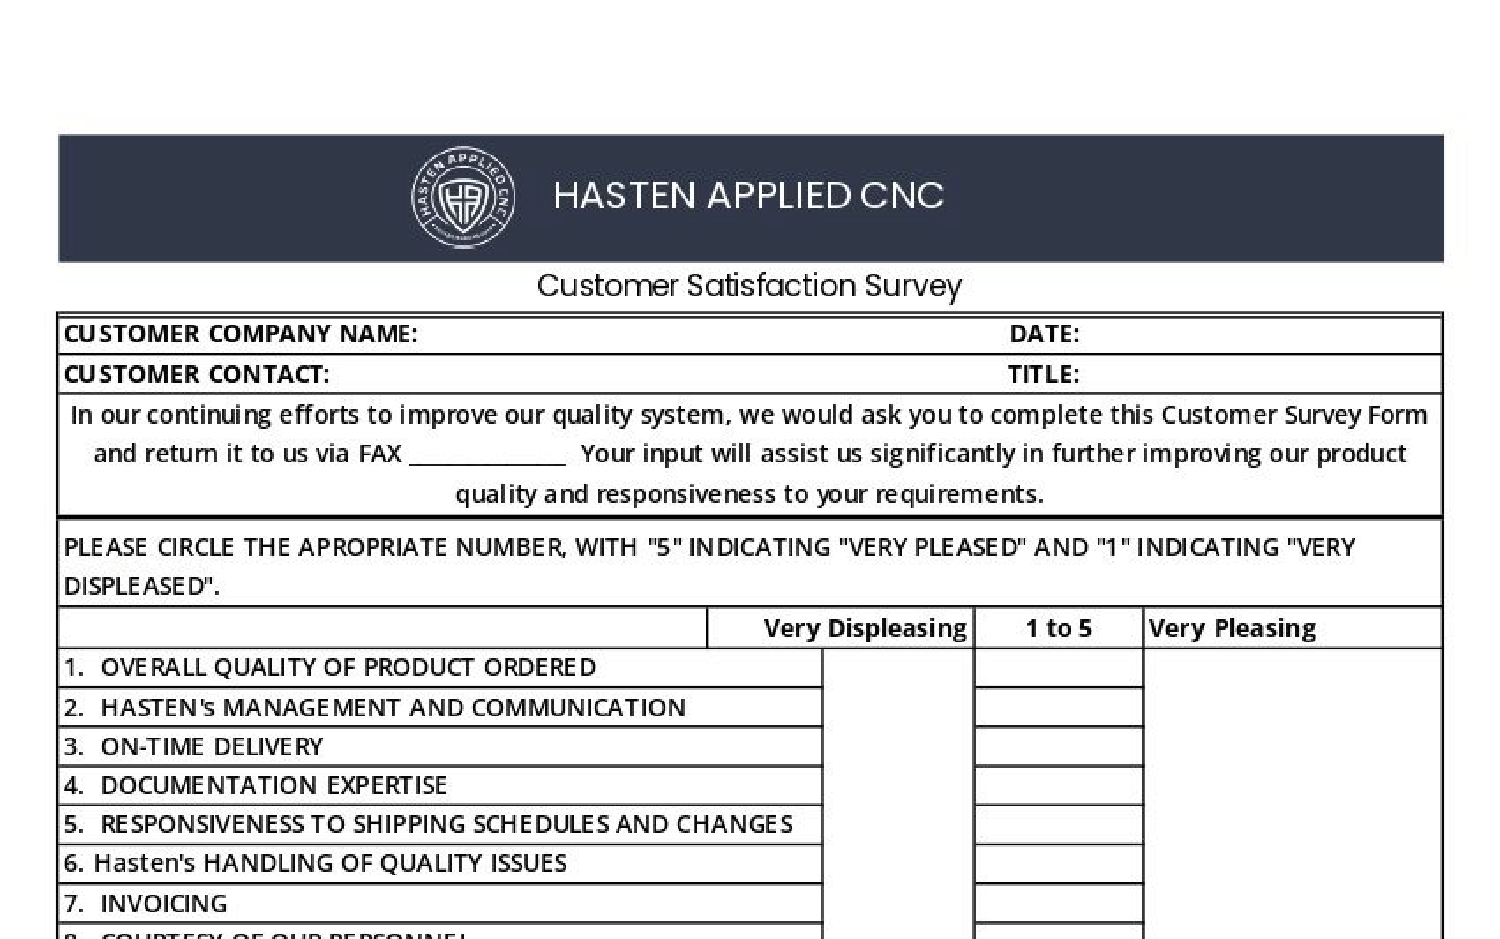 HASTEN APPLIED CNC
HASTEN APPLIED CNC
Customer Satisfaction Survey
CUSTOMER COMPANY NAME: DATE:
CUSTOMER CONTACT: TITLE:
In our continuing efforts to improve our quality system, we would ask you to complete this Customer Survey Form
and return it to us via FAX _____________ Your input will assist us significantly in further improving our product
quality and responsiveness to your requirements.
PLEASE CIRCLE THE APROPRIATE NUMBER, WITH "5" INDICATING "VERY PLEASED" AND "1" INDICATING "VERY
DISPLEASED".
Very Displeasing 1 to 5 Very Pleasing
1. OVERALL QUALITY OF PRODUCT ORDERED
2. HASTEN's MANAGEMENT AND COMMUNICATION
3. ON-TIME DELIVERY
4. DOCUMENTATION EXPERTISE
5. RESPONSIVENESS TO SHIPPING SCHEDULES AND CHANGES
6. Hasten's HANDLING OF QUALITY ISSUES
7. INVOICING
8. COURTESY OF OUR PERSONNEL